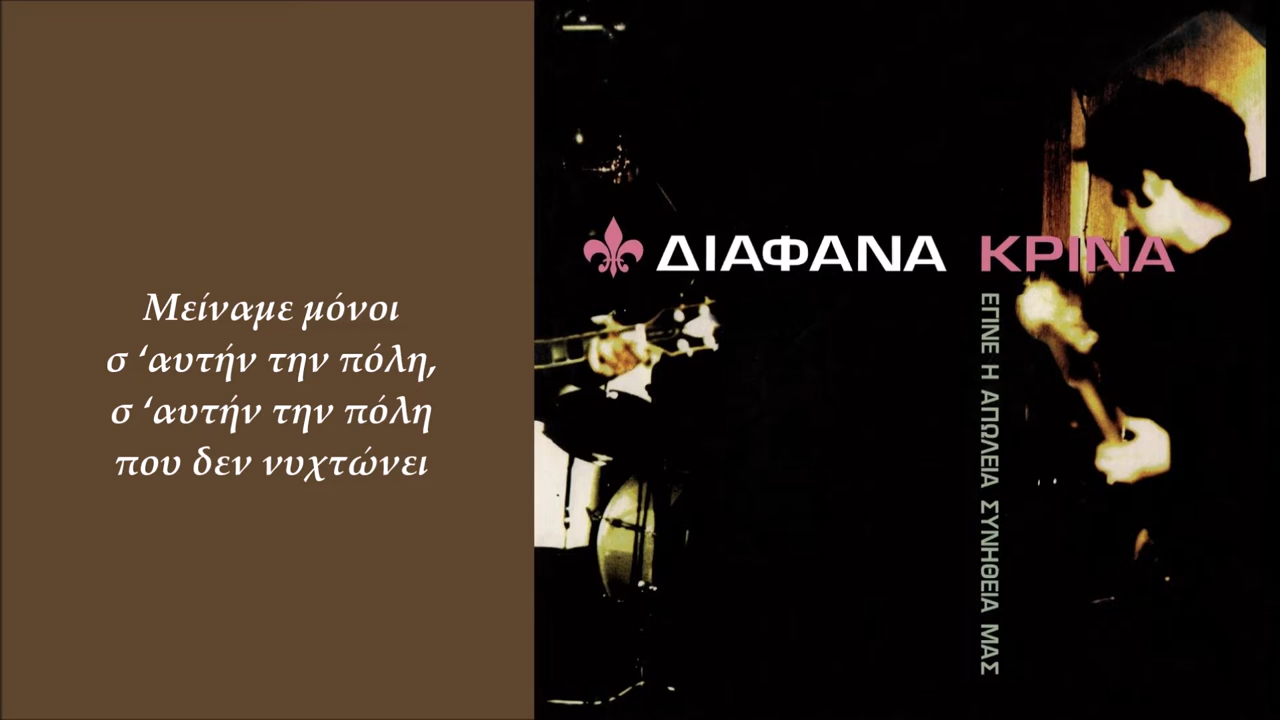 Μείναμε μόνοι
σ ‘αυτήν την πόλη,
σ ‘αυτήν την πόλη
που δεν νυχτώνει
ΔΙΑΦΑΝΑ ΚΡΙΝΑ
ΕΓΙΝΕ Η ΑΠΩΛΕΙΑ ΣΥΝΗΘΕΙΑ ΜΑΣ